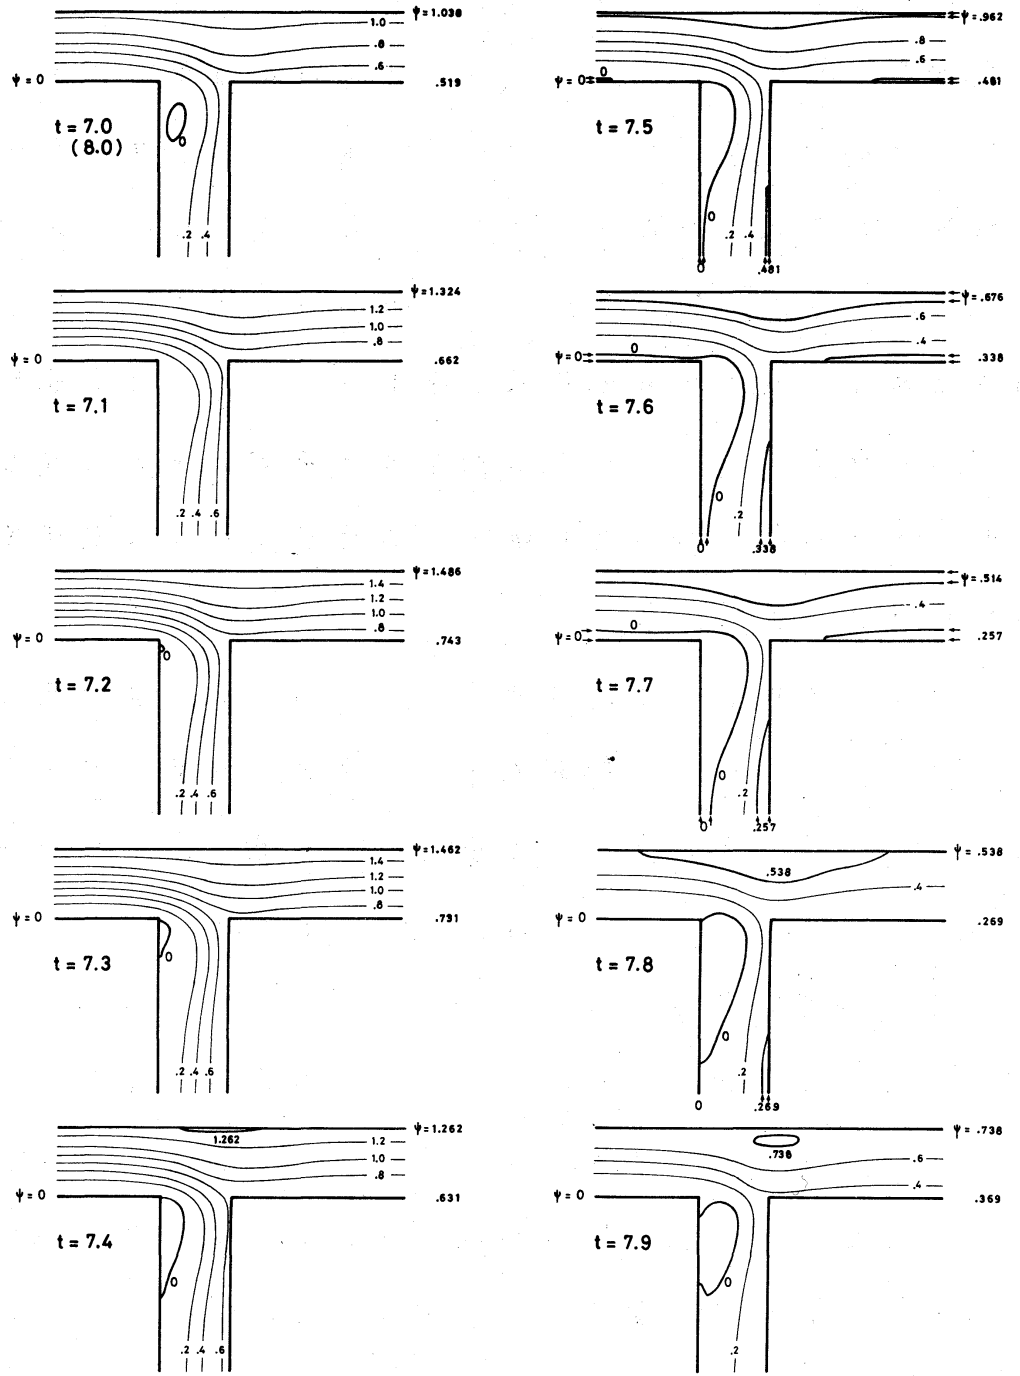 ψ=1.038
1.0
.8
.6
ψ = 0
.519
t = 7.0
(8.0)
0
.2 .4
ψ=1.324
1.2
1.0
.8
ψ = 0
.662
t = 7.1
.2 .4 .6
ψ=1.486
1.4
1.2
1.0
.8
ψ = 0
.743
0
t = 7.2
.2 .4 .6
ψ=1.462
1.4
1.2
1.0
.8
ψ = 0
.731
0
t = 7.3
.2 .4 .6
ψ=1.262
1.262
1.2
1.0
.8
ψ = 0
.631
t = 7.4
0
.2 .4 .6
ψ=.962
.8
.6
0
ψ = 0
.481
t = 7.5
0
.2 .4
0
.481
ψ=.676
.6
.4
0
ψ=0
.338
t = 7.6
0
.2
0
.338
ψ=.514
.4
0
ψ=0
.257
t = 7.7
0
.2
0
.257
ψ = .538
.538
.4
ψ = 0
.269
t = 7.8
0
.2
0
.269
ψ = .738
.738
.6
.4
ψ = 0
.369
t = 7.9
0
.2